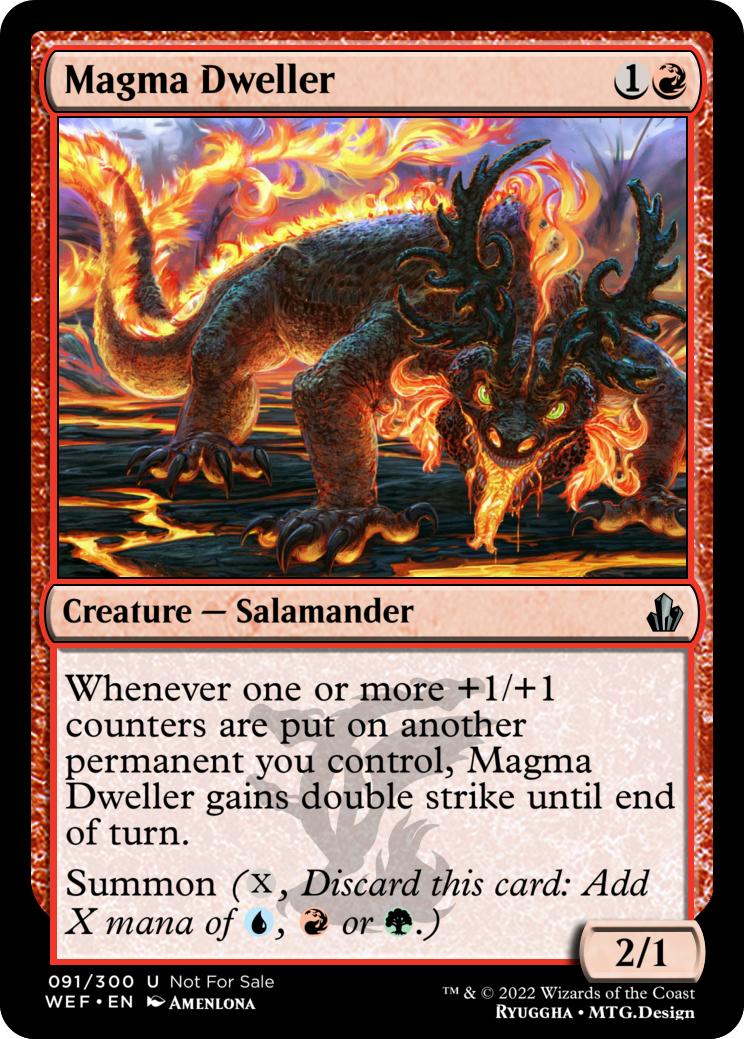 Magma Dweller 1
Creature — Salamander
Whenever one or more +1/+1
counters are put on another
permanent you control, Magma
Dweller gains double strike until end
of turn.
Summon (X, Discard this card: Add
X mana of , or .)
2/1
091/300 U Not For Sale
WEF • EN AMENLONA
™ & © 2022 Wizards of the Coast
RYUGGHA • MTG.Design